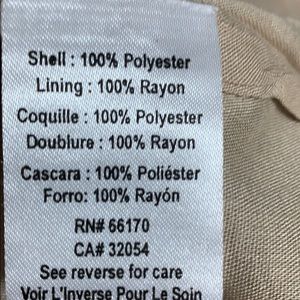 Shell : 100% Polyester
Lining : 100% Rayon
Coquille : 100% Polyester
Doublure : 100% Rayon
Cascara : 100% Poliéster
Forro: 100% Rayón
RN# 66170
CA# 32054
See reverse for care
Voir L'Inverse Pour Le Soin